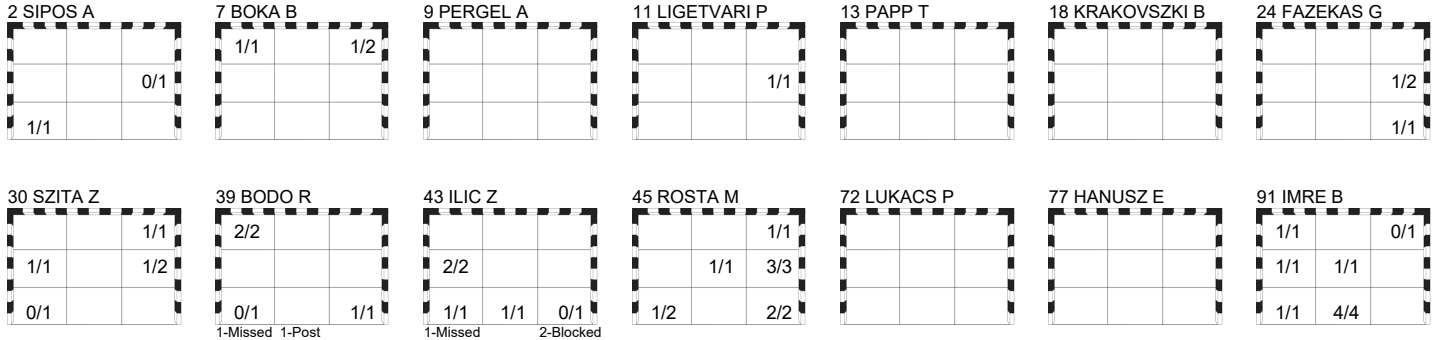 2 SIPOS A 7 BOKA B 9 PERGEL A 11 LIGETVARI P 13 PAPP T 18 KRAKOVSZKI B 24 FAZEKAS G
1/1 1/2
0/1 1/1 1/2
1/1 1/1
30 SZITA Z 39 BODO R 43 ILIC Z 45 ROSTA M 72 LUKACS P 77 HANUSZ E 91 IMRE B
1/1 2/2 1/1 1/1 0/1
1/1 1/2 2/2 1/1 3/3 1/1 1/1
0/1 0/1 1/1 1/1 1/1 0/1 1/2 2/2 1/1 4/4
1-Missed 1-Post 1-Missed 2-Blocked